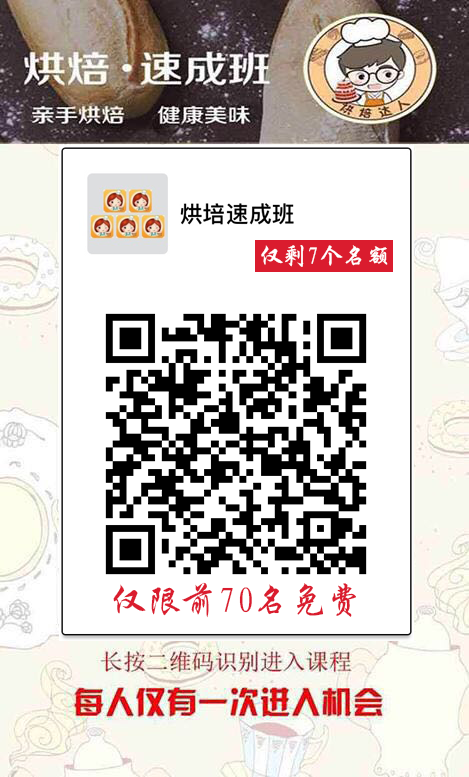 烘焙·速成班
亲手烘焙 健康美味
烘焙达人
烘培速成班
仅剩7个名额
仅限前70名免费
长按二维码识别进入课程
每人仅有一次进入机会